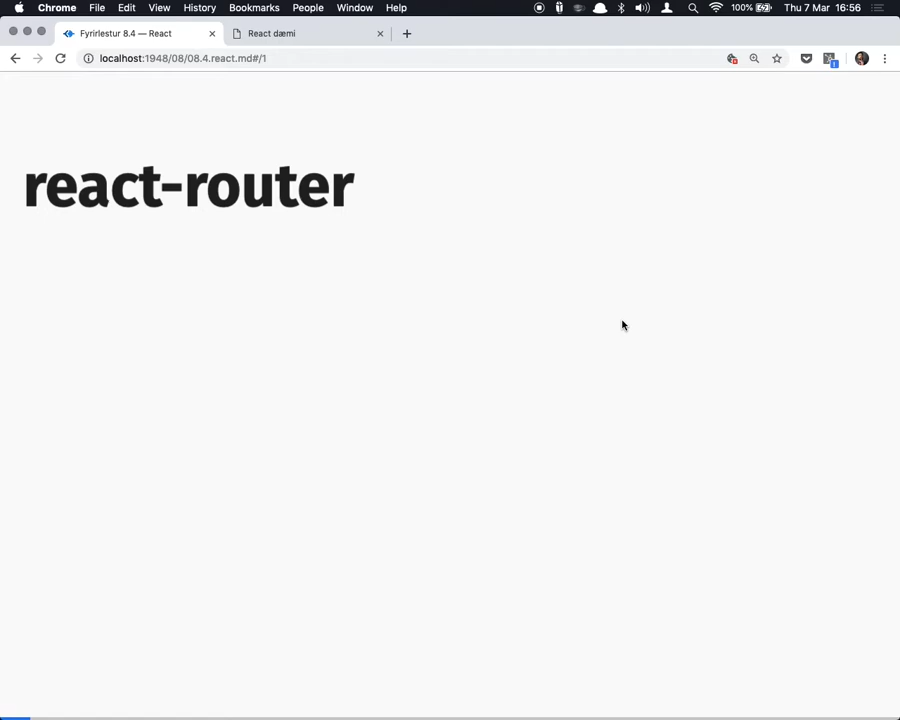 Chrome File Edit View History Bookmarks People Window Help 100% Thu 7 Mar 16:56
Fyrirlestur 8.4 — React React dæmi
localhost:1948/08/08.4.react.md#/1
react-router